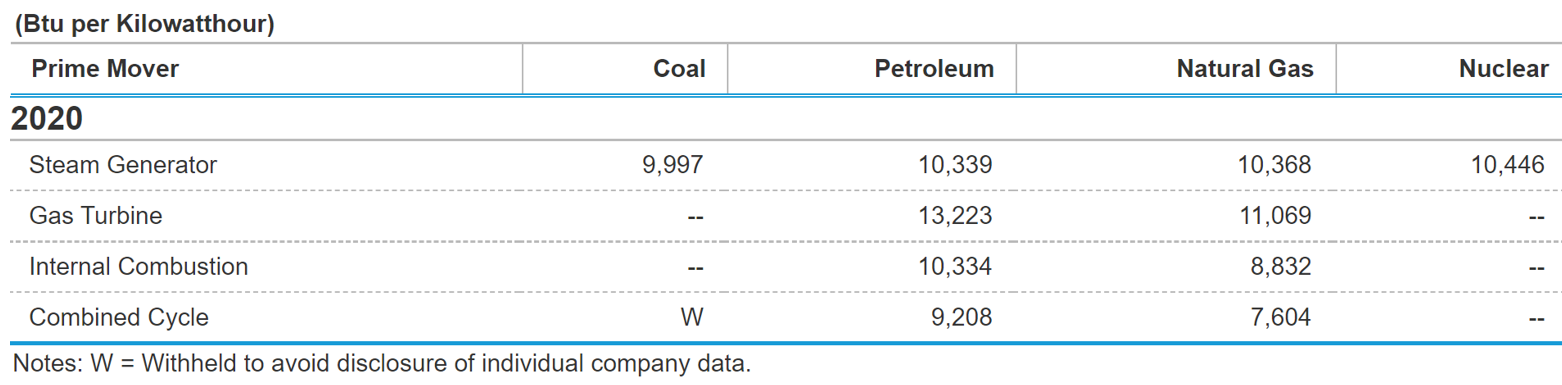 (Btu per Kilowatthour)
Prime Mover Coal Petroleum Natural Gas Nuclear
2020
Steam Generator 9,997 10,339 10,368 10,446
Gas Turbine -- 13,223 11,069 --
Internal Combustion -- 10,334 8,832 --
Combined Cycle W 9,208 7,604 --
Notes: W = Withheld to avoid disclosure of individual company data.